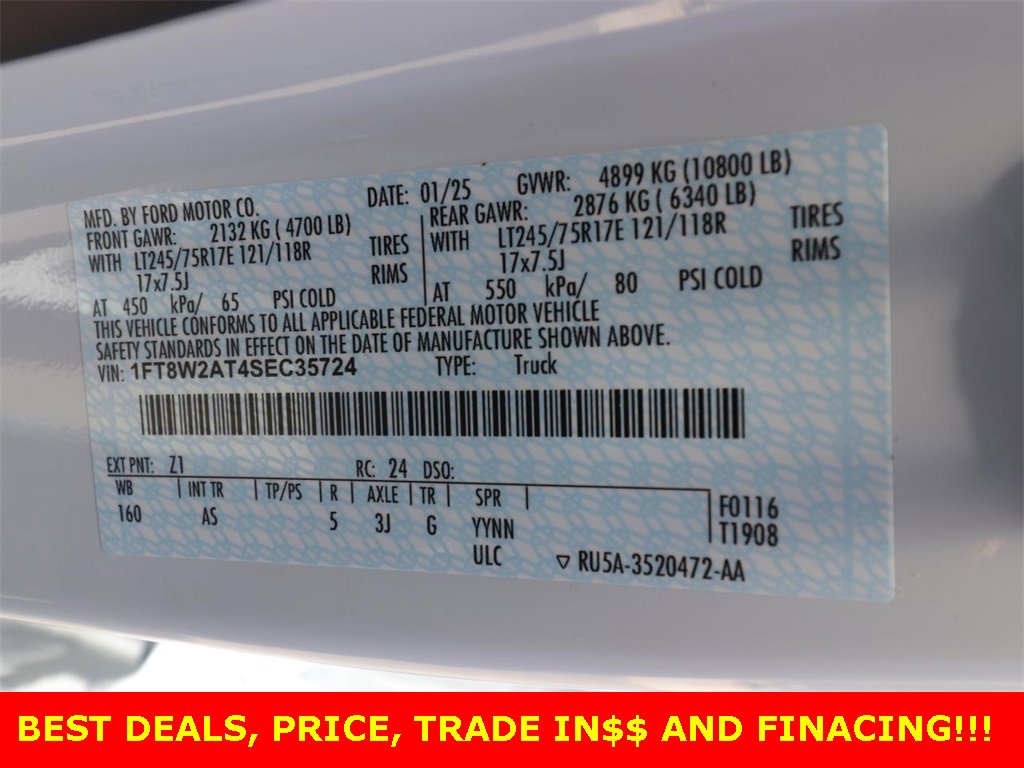 MFD. BY FORD MOTOR CO. DATE: 01/25 GVWR: 4899 KG (10800 LB)
FRONT GAWR: 2132 KG ( 4700 LB) REAR GAWR: 2876 KG ( 6340 LB)
WITH LT245/75R17E 121/118R TIRES WITH LT245/75R17E 121/118R TIRES
17x7.5J RIMS 17x7.5J RIMS
AT 450 kPa/ 65 PSI COLD AT 550 kPa/ 80 PSI COLD
THIS VEHICLE CONFORMS TO ALL APPLICABLE FEDERAL MOTOR VEHICLE
SAFETY STANDARDS IN EFFECT ON THE DATE OF MANUFACTURE SHOWN ABOVE.
VIN: 1FT8W2AT4SEC35724 TYPE: Truck
EXT PNT: Z1 RC: 24 DSO:
WB INT TR TP/PS R AXLE TR SPR F0116
160 AS 5 3J G YYNN T1908
ULC ▽ RU5A-3520472-AA
BEST DEALS, PRICE, TRADE IN$$ AND FINACING!!!